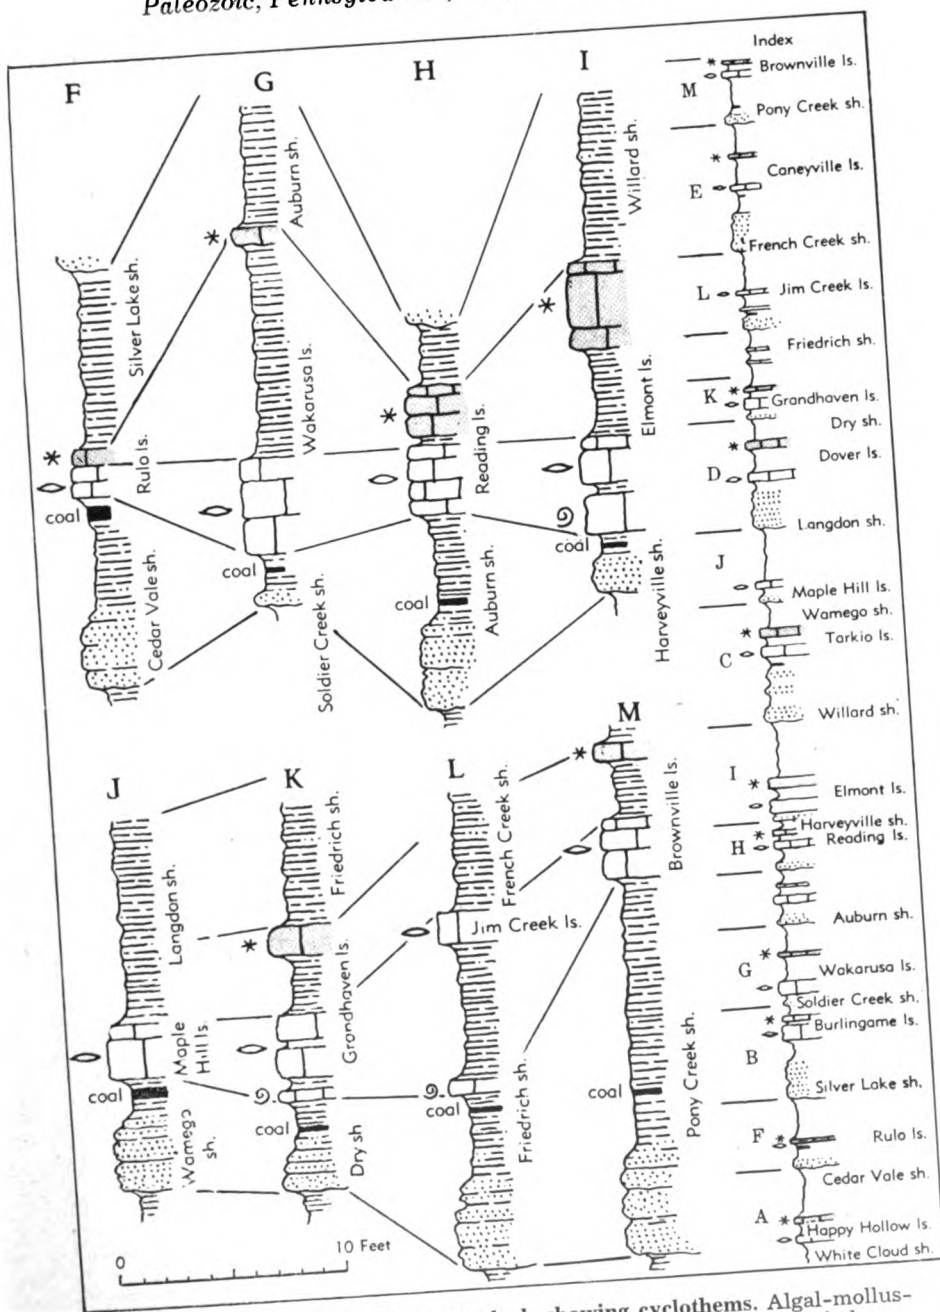 Paleozoic,
F
G
H
I
Silver Lake sh.
Rulo ls.
coal
Cedar Vale sh.
Auburn sh.
Wakarusa ls.
coal
Soldier Creek sh.
Reading ls.
coal
Auburn sh.
Willard sh.
Elmont ls.
coal
Harveyville sh.
J
K
L
M
Langdon sh.
Maple
Hill ls.
coal
Wamego
sh.
Friedrich sh.
Grandhaven ls.
coal
Dry sh
French Creek sh.
Jim Creek ls.
coal
Friedrich sh.
Brownville ls.
coal
Pony Creek sh.
0
10 Feet
Index
Brownville ls.
M
Pony Creek sh.
Caneyville ls.
E
French Creek sh.
L
Jim Creek ls.
Friedrich sh.
K
Grandhaven ls.
Dry sh.
Dover ls.
D
Langdon sh.
J
Maple Hill ls.
Wamego sh.
Tarkio ls.
C
Willard sh.
I
Elmont ls.
Harveyville sh.
Reading ls.
H
Auburn sh.
G
Wakarusa ls.
Soldier Creek sh.
Burlingame ls.
B
Silver Lake sh.
F
Rulo ls.
Cedar Vale sh.
A
Happy Hollow ls.
White Cloud sh.
showing cyclothems. Algal-mollus-